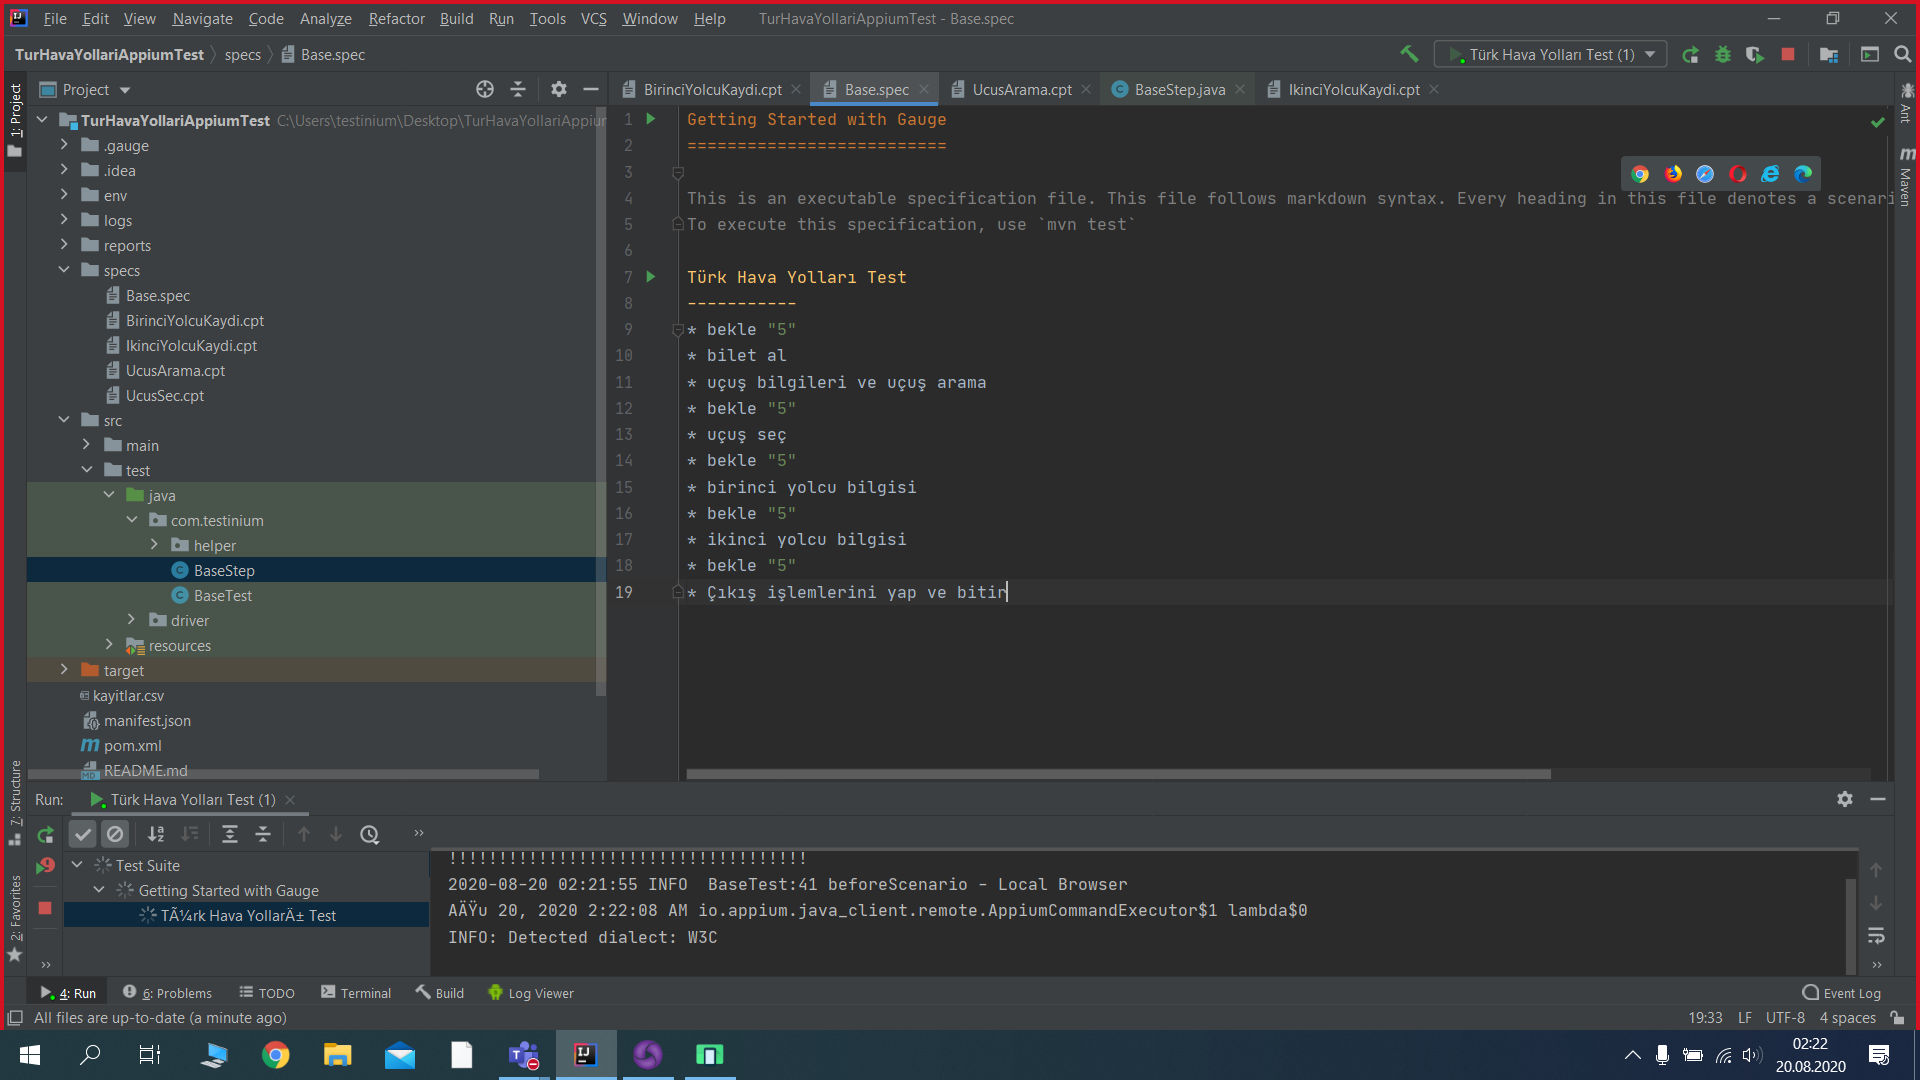 File Edit View Navigate Code Analyze Refactor Build Run Tools VCS Window Help TurHavaYollariAppiumTest - Base.spec
TurHavaYollariAppiumTest specs Base.spec
Türk Hava Yolları Test (1)
1: Project
Project
BirinciYolcuKaydi.cpt Base.spec UcusArama.cpt BaseStep.java IkinciYolcuKaydi.cpt
Ant
Maven
TurHavaYollariAppiumTest C:\Users\testinium\Desktop\TurHavaYollariAppiur
.gauge
.idea
env
logs
reports
specs
Base.spec
BirinciYolcuKaydi.cpt
IkinciYolcuKaydi.cpt
UcusArama.cpt
UcusSec.cpt
src
main
test
java
com.testinium
helper
BaseStep
BaseTest
driver
resources
target
kayitlar.csv
manifest.json
pom.xml
README.md
1 Getting Started with Gauge
2 ==========================
3
4 This is an executable specification file. This file follows markdown syntax. Every heading in this file denotes a scenari
5 To execute this specification, use `mvn test`
6
7 Türk Hava Yolları Test
8 -----------
9 * bekle "5"
10 * bilet al
11 * uçuş bilgileri ve uçuş arama
12 * bekle "5"
13 * uçuş seç
14 * bekle "5"
15 * birinci yolcu bilgisi
16 * bekle "5"
17 * ikinci yolcu bilgisi
18 * bekle "5"
19 * Çıkış işlemlerini yap ve bitir
7: Structure
2: Favorites
Run: Türk Hava Yolları Test (1)
Test Suite
Getting Started with Gauge
TÃ¼rk Hava YollarÄ± Test
!!!!!!!!!!!!!!!!!!!!!!!!!!!!!!!!!!!!
2020-08-20 02:21:55 INFO  BaseTest:41 beforeScenario - Local Browser
AÄŸu 20, 2020 2:22:08 AM io.appium.java_client.remote.AppiumCommandExecutor$1 lambda$0
INFO: Detected dialect: W3C
4: Run 6: Problems TODO Terminal Build Log Viewer Event Log
All files are up-to-date (a minute ago) 19:33 LF UTF-8 4 spaces
02:22
20.08.2020